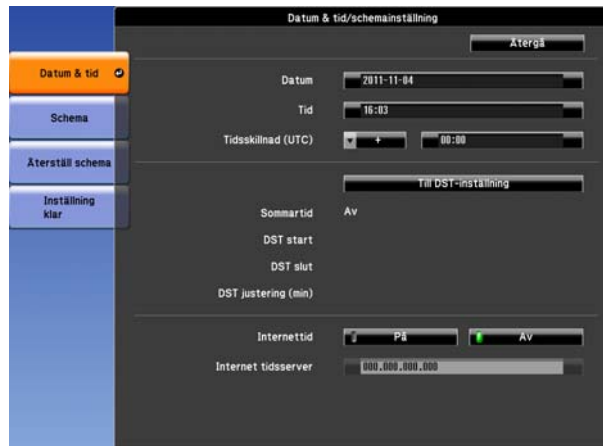 Datum & tid/schemainställning
Återgå
Datum & tid
Schema
Återställ schema
Inställning
klar
Datum 2011-11-04
Tid 16:03
Tidsskillnad (UTC) + 00:00
Till DST-inställning
Sommartid Av
DST start
DST slut
DST justering (min)
Internettid På Av
Internet tidsserver 000.000.000.000